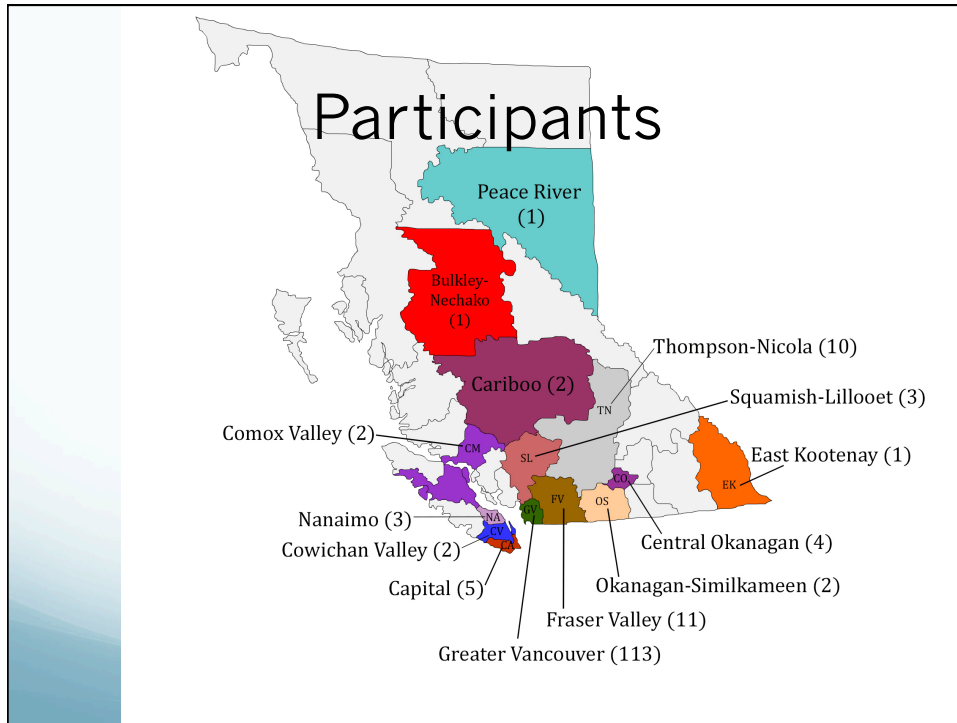 Participants
Peace River
(1)
Bulkley-
Nechako
(1)
Thompson-Nicola (10)
Cariboo (2)
Squamish-Lillooet (3)
TN
Comox Valley (2)
CM
SL
East Kootenay (1)
CO
EK
FV
OS
GV
NA
Nanaimo (3)
CV
Central Okanagan (4)
CA
Cowichan Valley (2)
Capital (5)
Okanagan-Similkameen (2)
Fraser Valley (11)
Greater Vancouver (113)